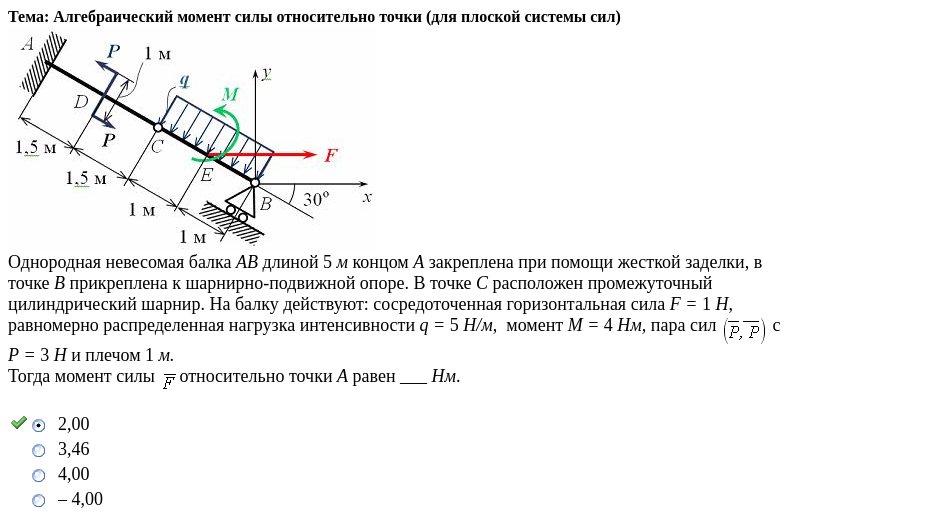 Тема: Алгебраический момент силы относительно точки (для плоской системы сил)
A
P
1 м
q
y
M
D
F
P
C
1,5 м
E
1,5 м
30°
x
B
1 м
1 м
Однородная невесомая балка AB длиной 5 м концом A закреплена при помощи жесткой заделки, в
точке B прикреплена к шарнирно-подвижной опоре. В точке C расположен промежуточный
цилиндрический шарнир. На балку действуют: сосредоточенная горизонтальная сила F = 1 Н,
равномерно распределенная нагрузка интенсивности q = 5 Н/м, момент M = 4 Нм, пара сил (P̅, P̅) с
P = 3 Н и плечом 1 м.
Тогда момент силы F̅ относительно точки A равен ___ Нм.
2,00
3,46
4,00
– 4,00